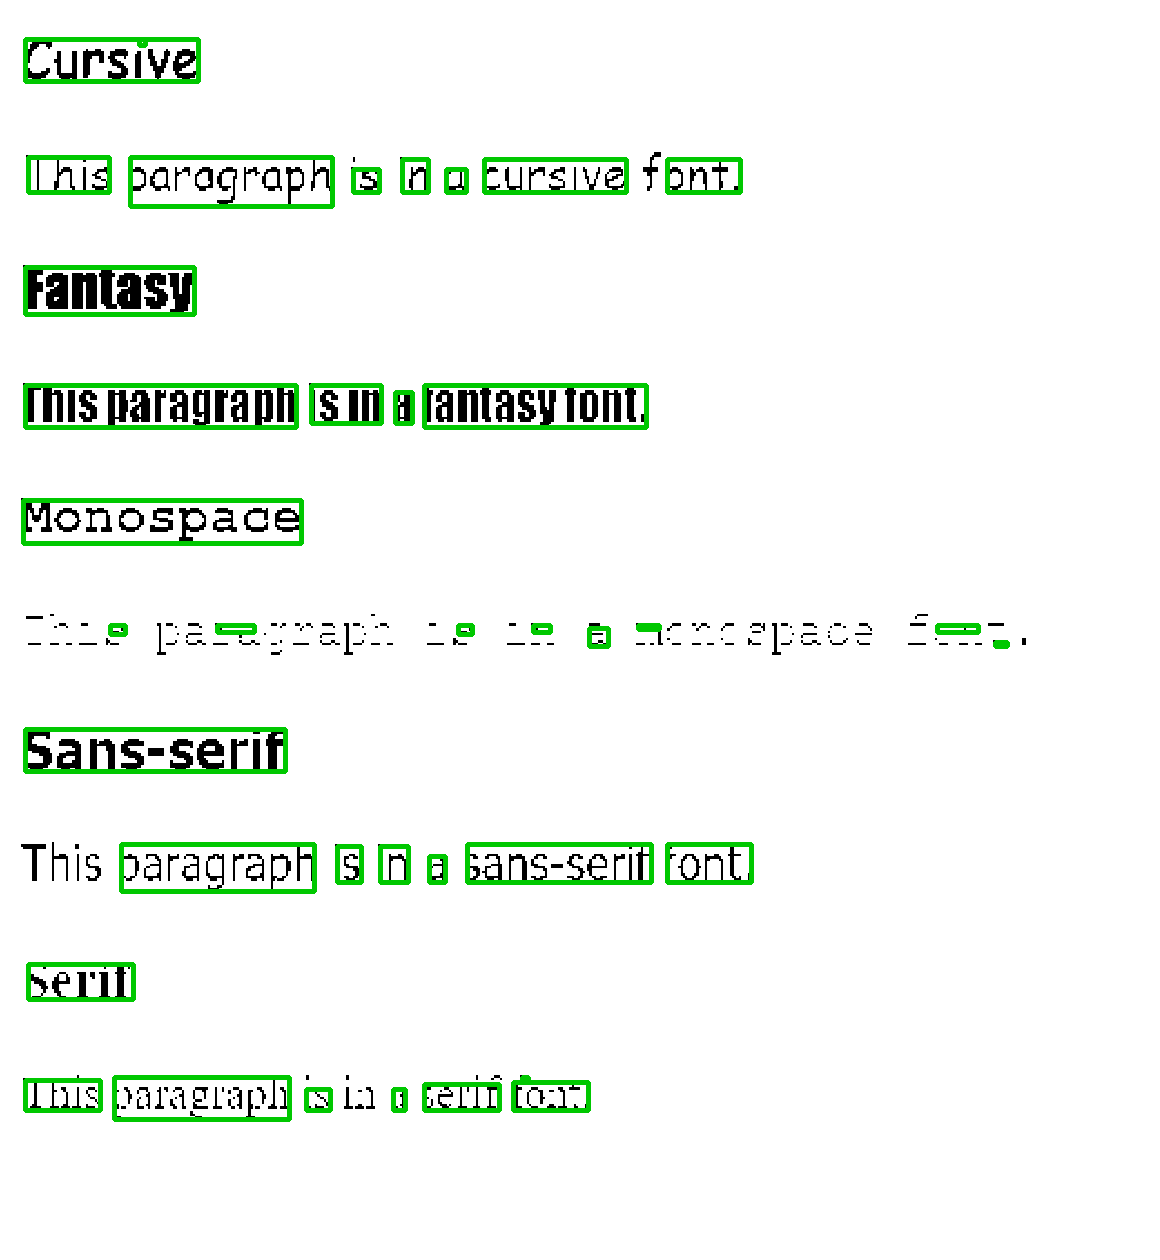 Cursive
This paragraph is in a cursive font.
Fantasy
This paragraph is in a fantasy font.
Monospace
This paragraph is in a monospace font.
Sans-serif
This paragraph is in a sans-serif font.
Serif
This paragraph is in a serif font.